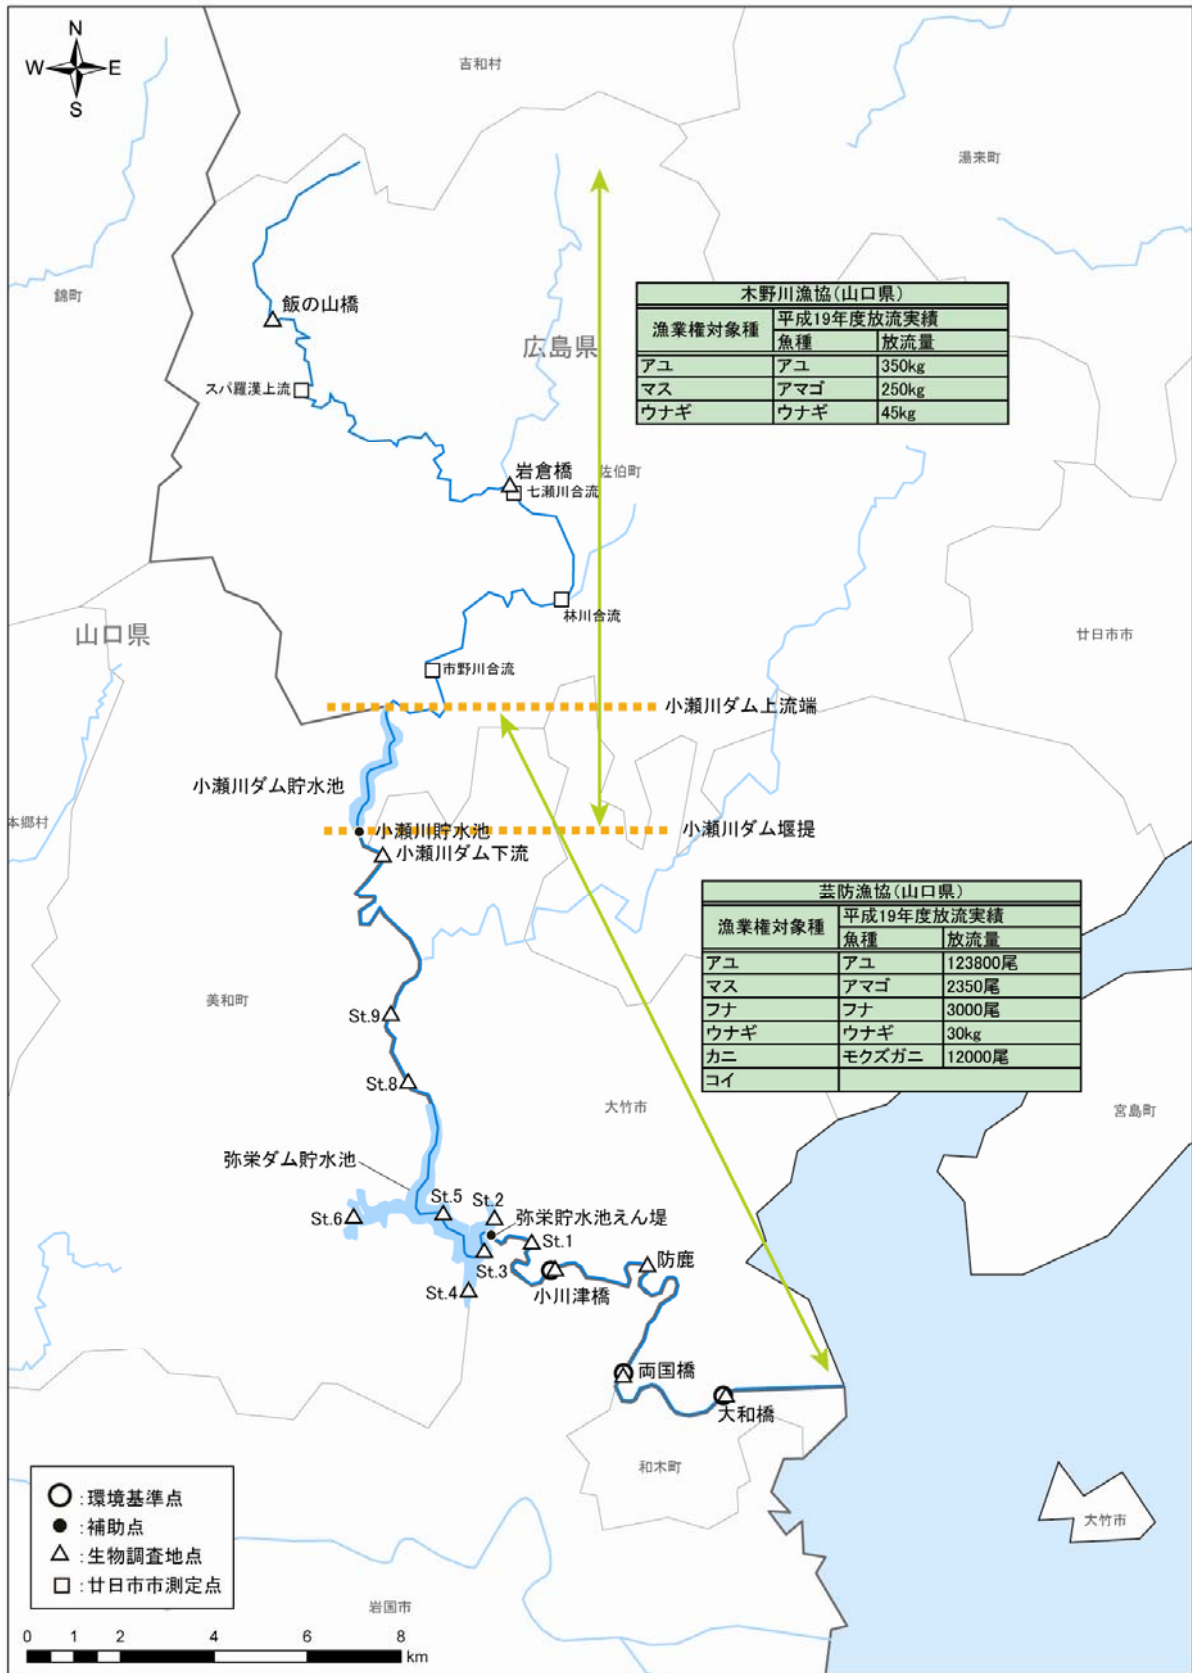 N
W E
S
吉和村
湯来町
錦町
飯の山橋
広島県
スパ羅漢上流
木野川漁協(山口県)
漁業権対象種 平成19年度放流実績
魚種 放流量
アユ アユ 350kg
マス アマゴ 250kg
ウナギ ウナギ 45kg
岩倉橋
佐伯町
七瀬川合流
林川合流
山口県
廿日市市
市野川合流
小瀬川ダム上流端
小瀬川ダム貯水池
本郷村
小瀬川貯水池
小瀬川ダム堰提
小瀬川ダム下流
芸防漁協(山口県)
漁業権対象種 平成19年度放流実績
魚種 放流量
アユ アユ 123800尾
マス アマゴ 2350尾
フナ フナ 3000尾
ウナギ ウナギ 30kg
カニ モクズガニ 12000尾
コイ
美和町
St.9
St.8
大竹市
宮島町
弥栄ダム貯水池
St.5
St.2
St.6
弥栄貯水池えん堤
St.1
St.3
防鹿
St.4
小川津橋
両国橋
大和橋
和木町
大竹市
:環境基準点
:補助点
:生物調査地点
:廿日市市測定点
岩国市
0 1 2 4 6 8
km